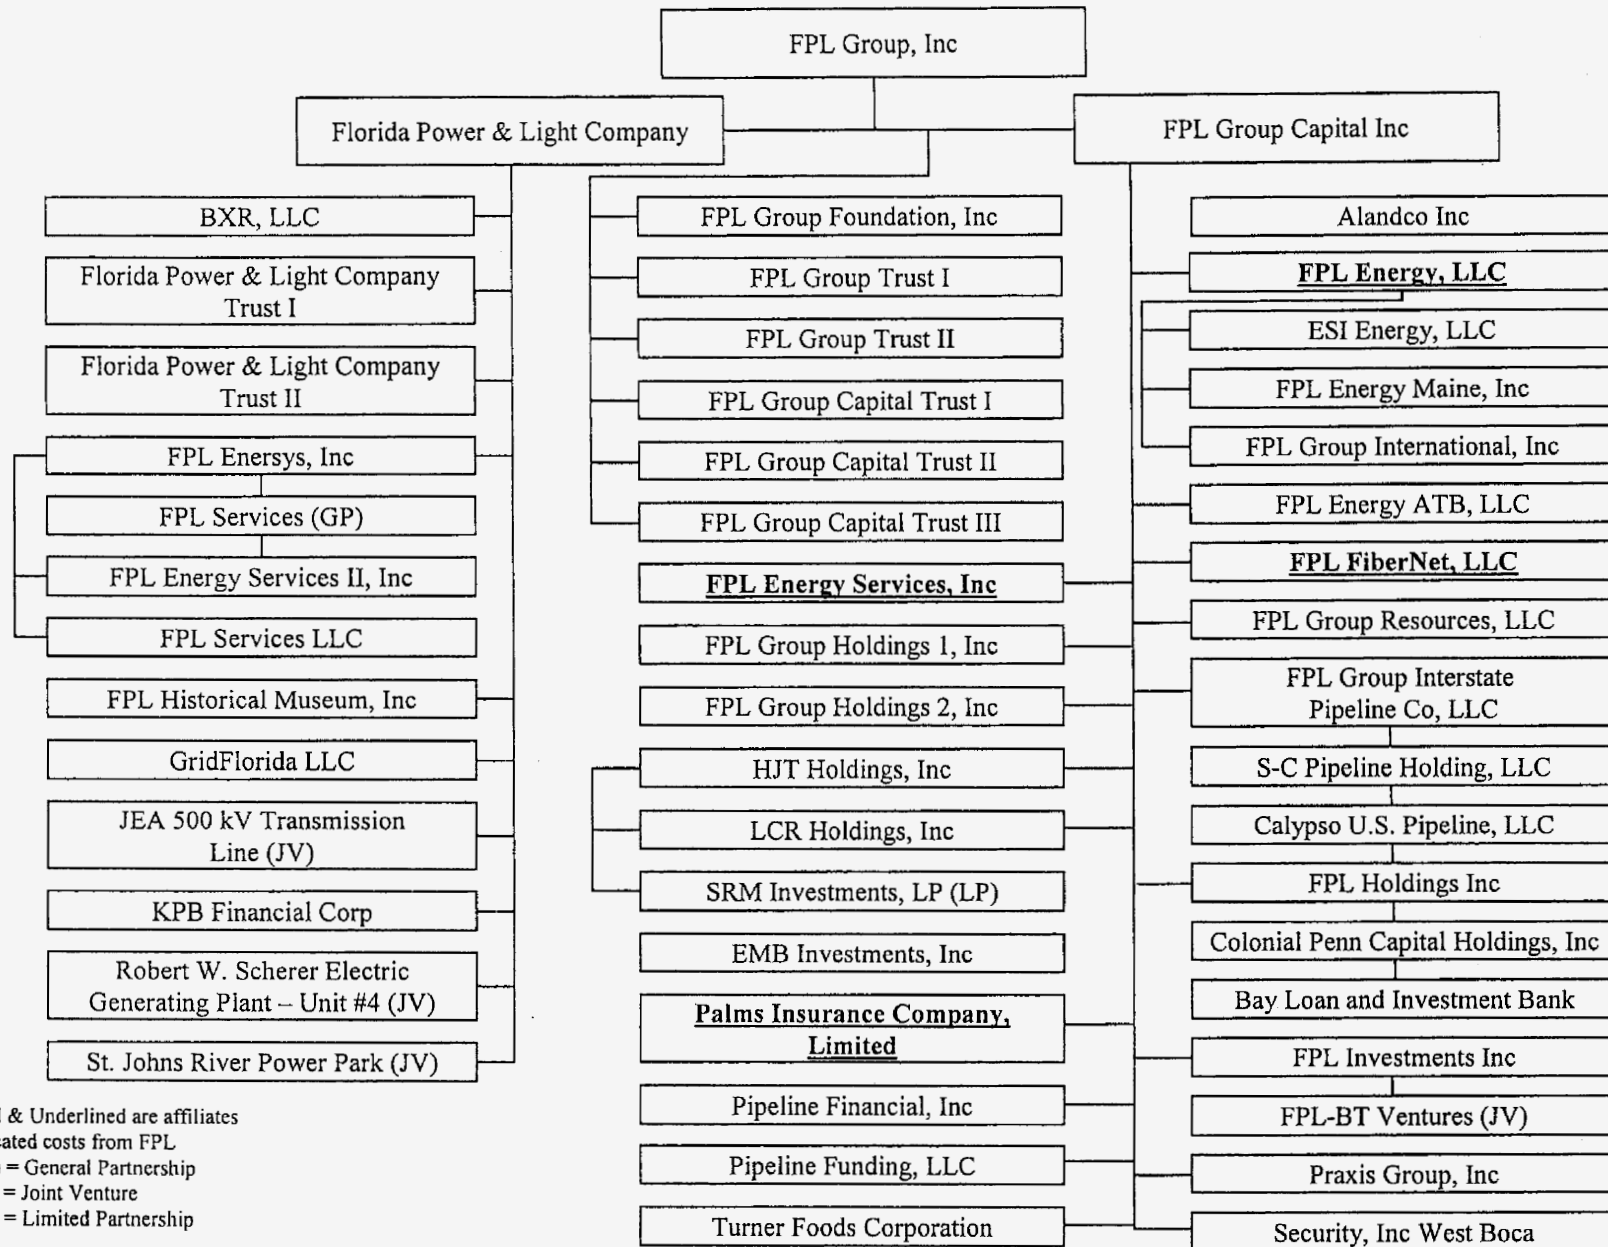 FPL Group, Inc
Florida Power & Light Company
FPL Group Capital Inc
BXR, LLC
Florida Power & Light Company
Trust I
Florida Power & Light Company
Trust II
FPL Enersys, Inc
FPL Services (GP)
FPL Energy Services II, Inc
FPL Services LLC
FPL Historical Museum, Inc
GridFlorida LLC
JEA 500 kV Transmission
Line (JV)
KPB Financial Corp
Robert W. Scherer Electric
Generating Plant – Unit #4 (JV)
St. Johns River Power Park (JV)
FPL Group Foundation, Inc
FPL Group Trust I
FPL Group Trust II
FPL Group Capital Trust I
FPL Group Capital Trust II
FPL Group Capital Trust III
FPL Energy Services, Inc
FPL Group Holdings 1, Inc
FPL Group Holdings 2, Inc
HJT Holdings, Inc
LCR Holdings, Inc
SRM Investments, LP (LP)
EMB Investments, Inc
Palms Insurance Company,
Limited
Pipeline Financial, Inc
Pipeline Funding, LLC
Turner Foods Corporation
Alandco Inc
FPL Energy, LLC
ESI Energy, LLC
FPL Energy Maine, Inc
FPL Group International, Inc
FPL Energy ATB, LLC
FPL FiberNet, LLC
FPL Group Resources, LLC
FPL Group Interstate
Pipeline Co, LLC
S-C Pipeline Holding, LLC
Calypso U.S. Pipeline, LLC
FPL Holdings Inc
Colonial Penn Capital Holdings, Inc
Bay Loan and Investment Bank
FPL Investments Inc
FPL-BT Ventures (JV)
Praxis Group, Inc
Security, Inc West Boca
& Underlined are affiliates
costs from FPL
= General Partnership
= Joint Venture
= Limited Partnership